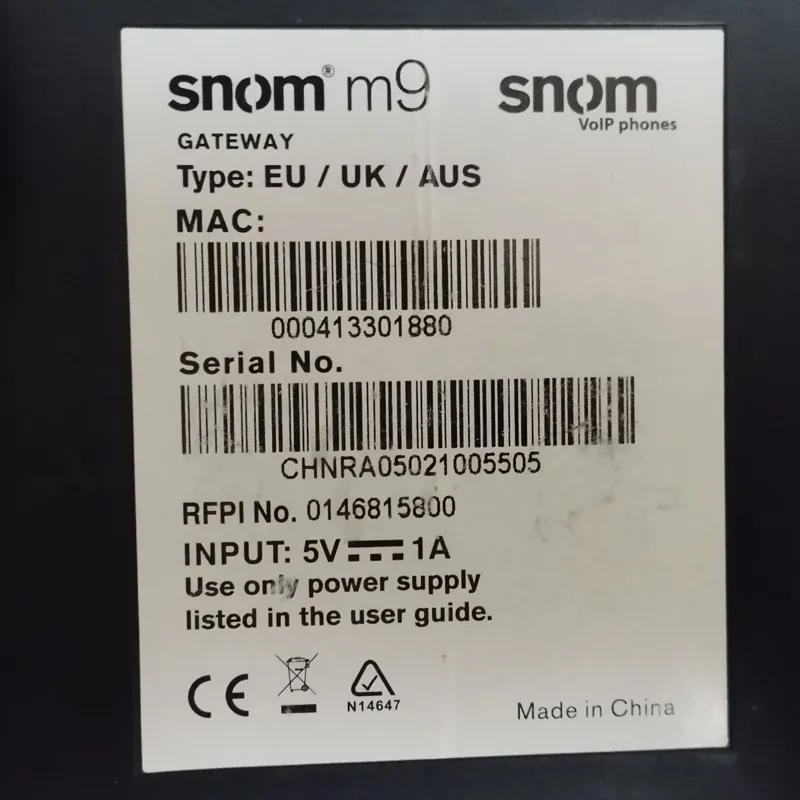 snom® m9
snom
VoIP phones
GATEWAY
Type: EU / UK / AUS
MAC:
000413301880
Serial No.
CHNRA05021005505
RFPI No. 0146815800
INPUT: 5V⎓1A
Use only power supply
listed in the user guide.
CE
N14647
Made in China